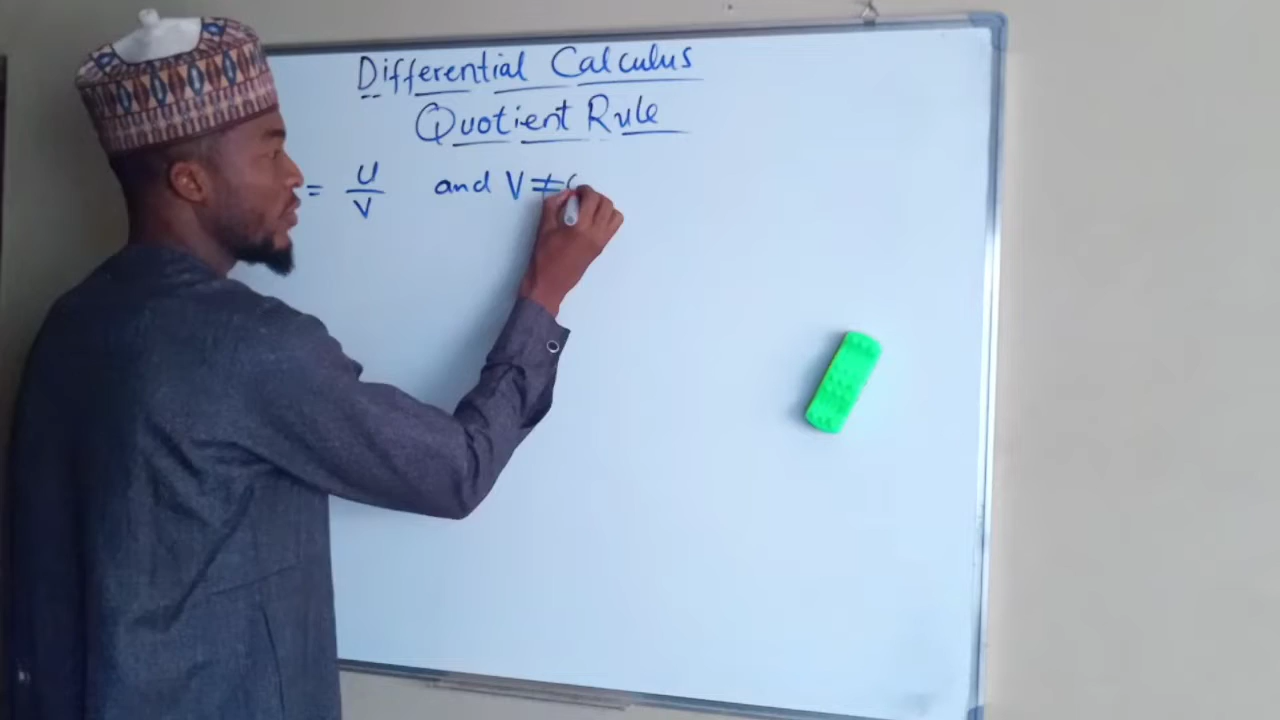 Differential Calculus
Quotient Rule
= U/V and V ≠